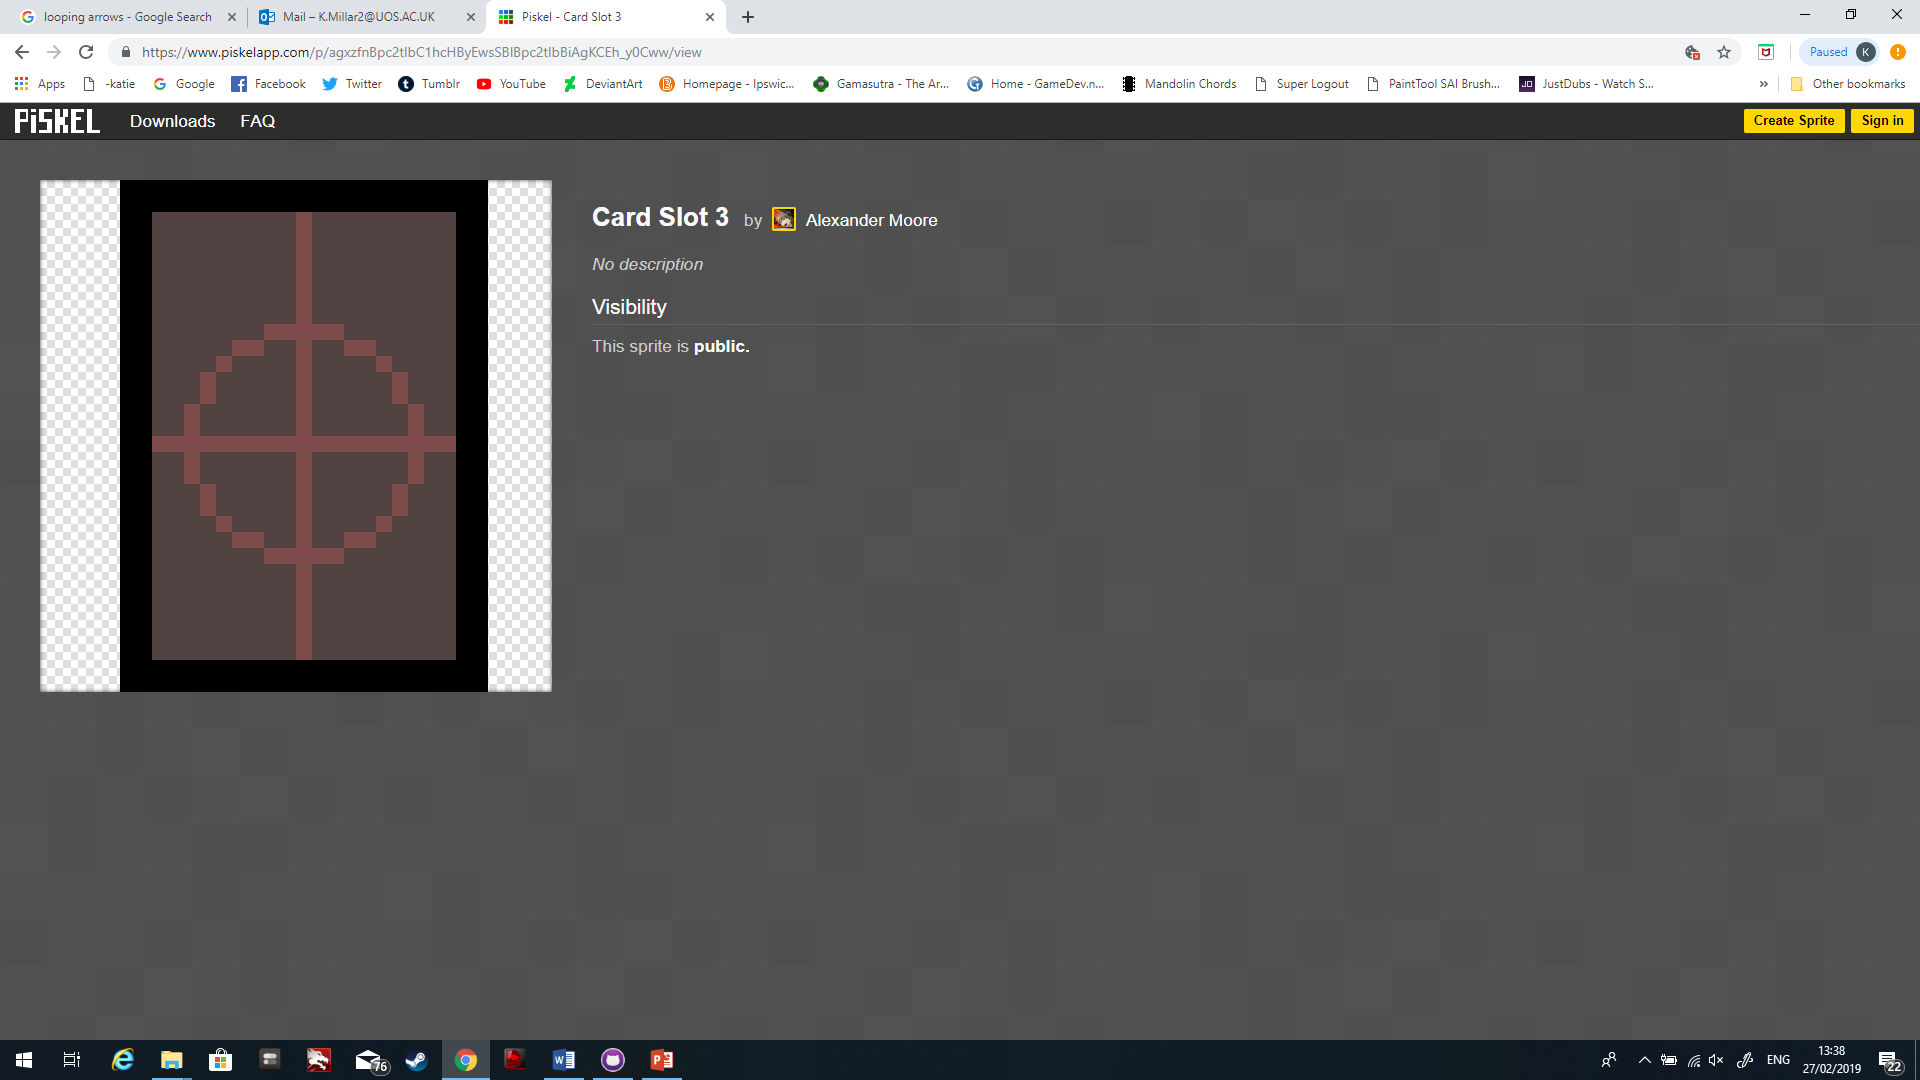 looping arrows - Google Search
Mail – K.Millar2@UOS.AC.UK
Piskel - Card Slot 3
https://www.piskelapp.com/p/agxzfnBpc2tlbC1hcHByEwsSBlBpc2tlbBiAgKCEh_y0Cww/view
Paused K
Apps -katie Google Facebook Twitter Tumblr YouTube DeviantArt Homepage - Ipswic... Gamasutra - The Ar... Home - GameDev.n... Mandolin Chords Super Logout PaintTool SAI Brush... JustDubs - Watch S... » Other bookmarks
PiSKEL Downloads FAQ Create Sprite Sign in
Card Slot 3 by Alexander Moore
No description
Visibility
This sprite is public.
76
ENG
13:38
27/02/2019
22